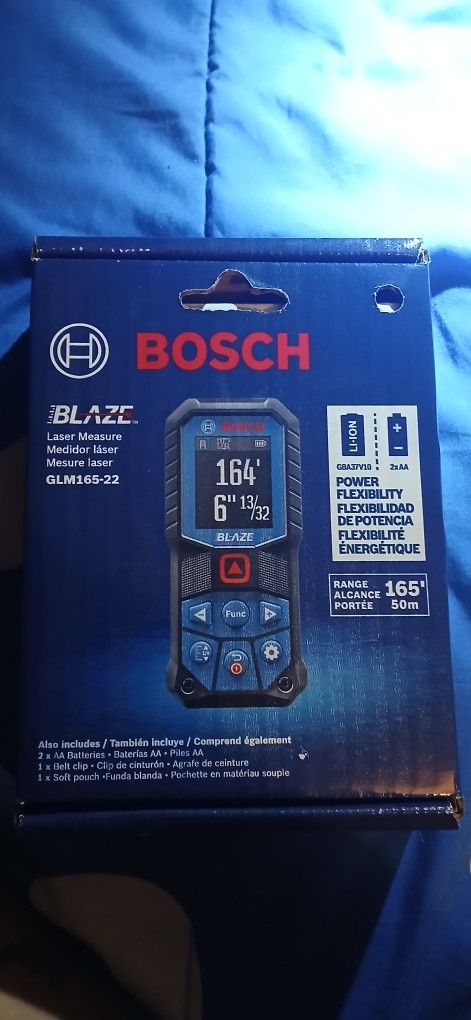 BOSCH
BLAZE™
Laser Measure
Medidor láser
Mesure laser
GLM165-22
BOSCH
164'
6" 13/32
BLAZE
Func
LI-ION
GBA37V10
2xAA
POWER
FLEXIBILITY
FLEXIBILIDAD
DE POTENCIA
FLEXIBILITÉ
ÉNERGÉTIQUE
RANGE
ALCANCE
PORTÉE
165'
50m
Also includes / También incluye / Comprend également
2 x AA Batteries • Baterías AA • Piles AA
1 x Belt clip • Clip de cinturón • Agrafe de ceinture
1 x Soft pouch •Funda blanda • Pochette en matériau souple